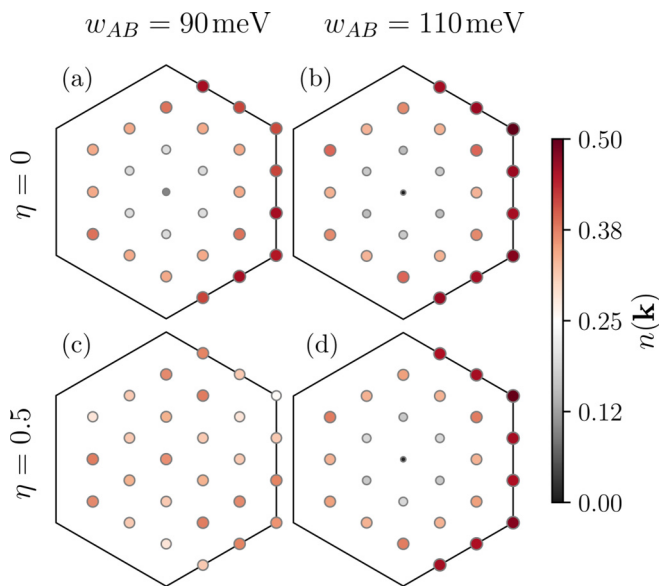 w_{AB} = 90 meV
w_{AB} = 110 meV
(a)
(b)
η = 0
(c)
(d)
η = 0.5
0.50
0.38
0.25
0.12
0.00
n(k)